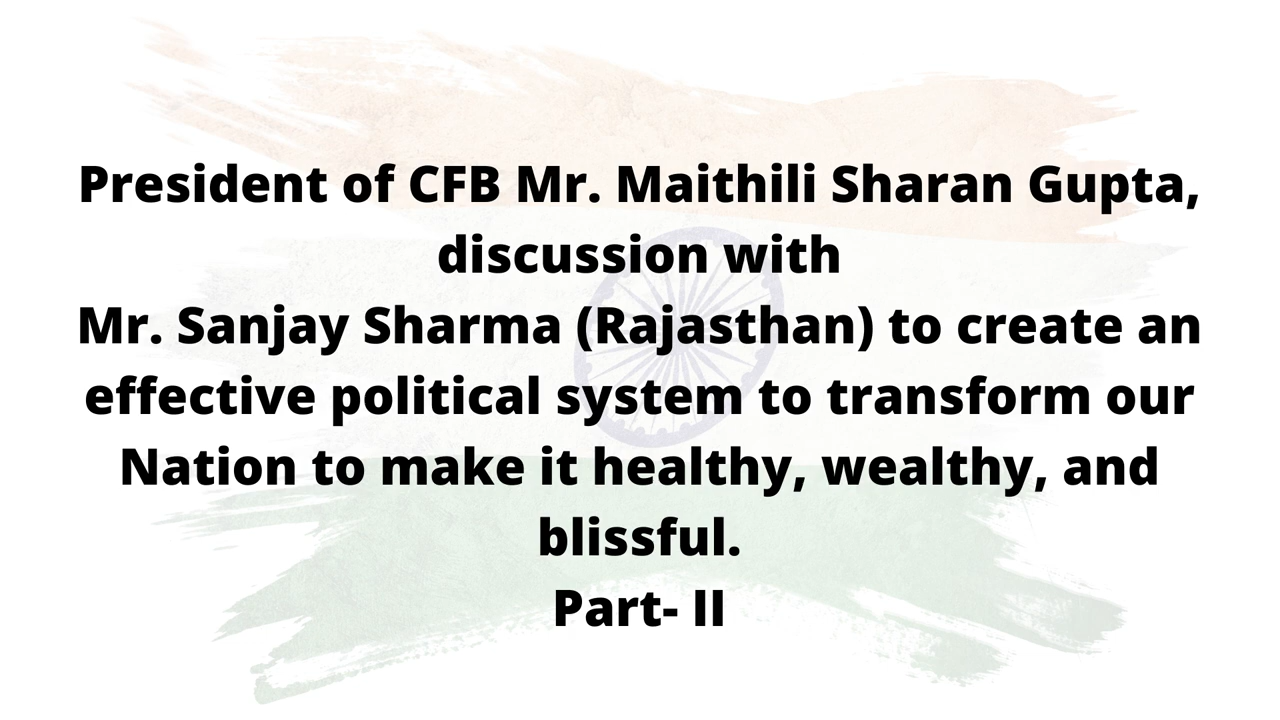 President of CFB Mr. Maithili Sharan Gupta,
discussion with
Mr. Sanjay Sharma (Rajasthan) to create an
effective political system to transform our
Nation to make it healthy, wealthy, and
blissful.
Part- II